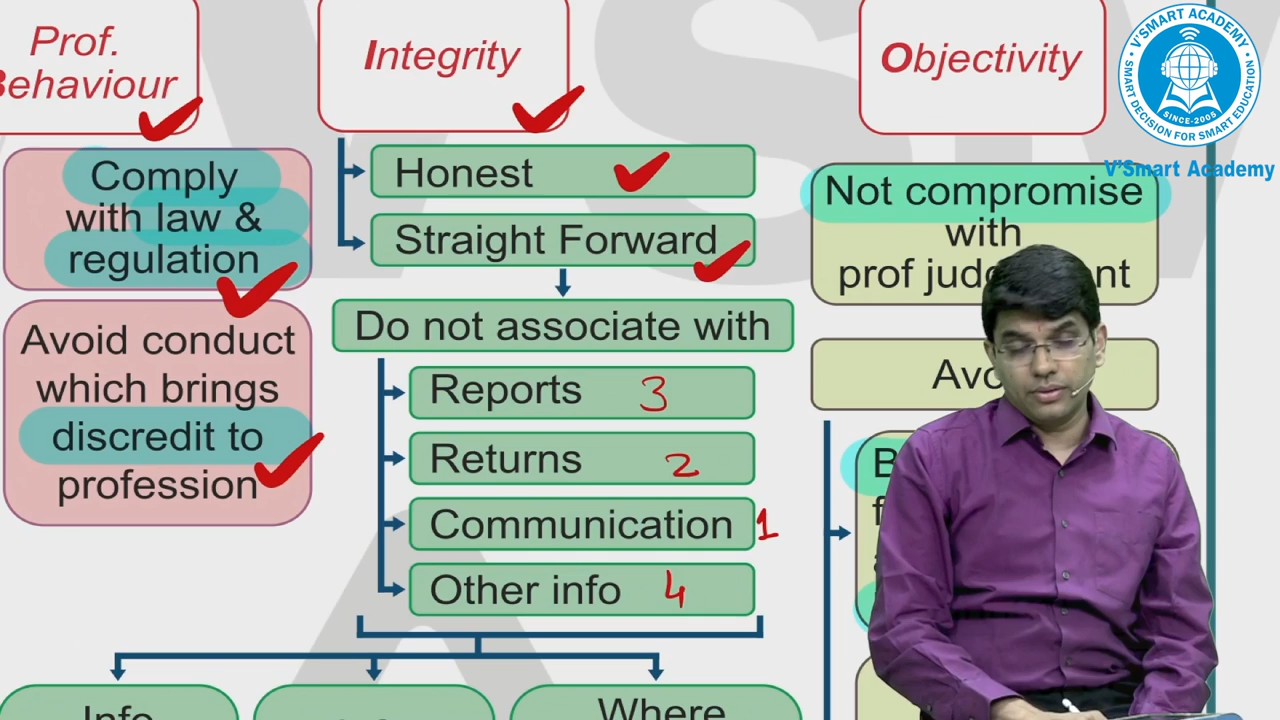 Prof.
Behaviour
Comply
with law &
regulation
Avoid conduct
which brings
discredit to
profession
Integrity
Honest
Straight Forward
Do not associate with
Reports 3
Returns 2
Communication 1
Other info 4
Info
Where
Objectivity
Not compromise
with
prof
V'SMART ACADEMY
SMART DECISION FOR SMART EDUCATION
SINCE-2005
V'Smart Academy